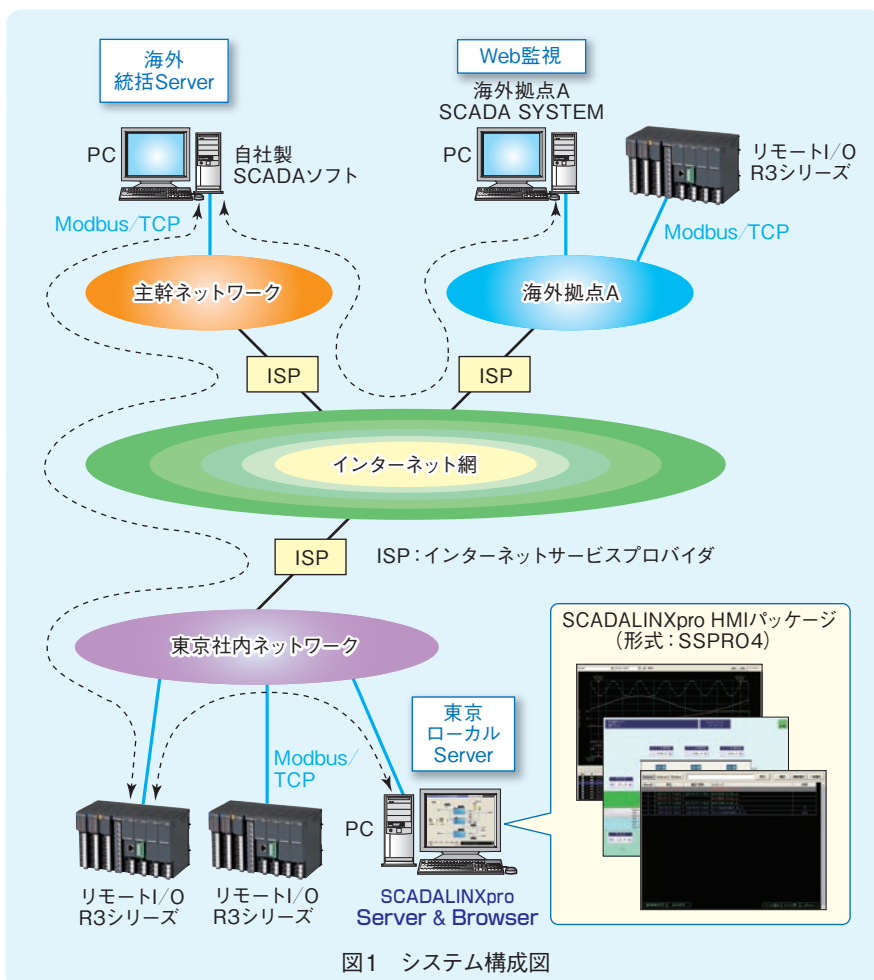 海外
統括Server
Web監視
海外拠点A
SCADA SYSTEM
PC
自社製
SCADAソフト
PC
リモートI/O
R3シリーズ
Modbus/TCP
Modbus/TCP
主幹ネットワーク
海外拠点A
ISP
ISP
インターネット網
ISP
ISP:インターネットサービスプロバイダ
東京社内ネットワーク
SCADALINXpro HMIパッケージ
(形式:SSPRO4)
東京
ローカル
Server
Modbus/
TCP
PC
リモートI/O
R3シリーズ
リモートI/O
R3シリーズ
SCADALINXpro
Server & Browser
図1 システム構成図